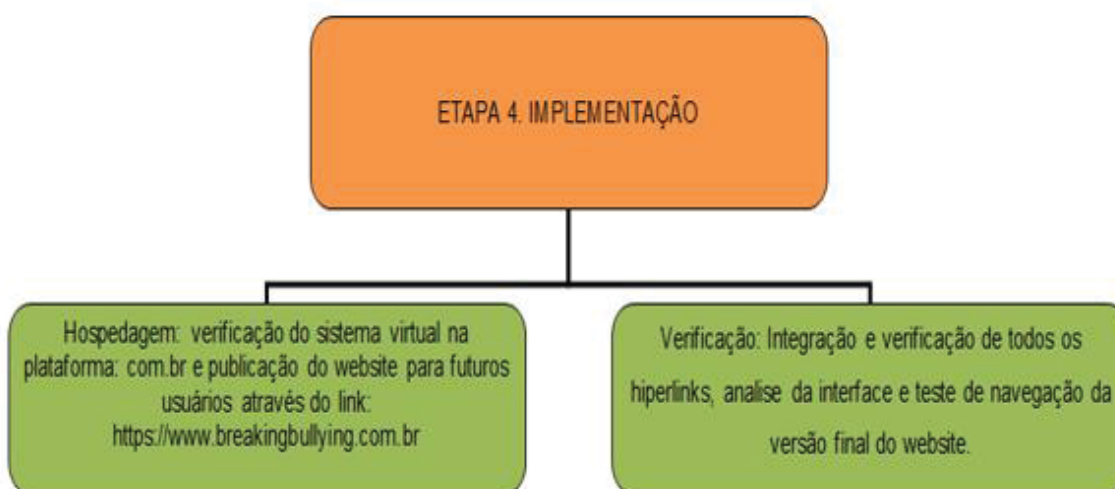 ETAPA 4. IMPLEMENTAÇÃO
Hospedagem: verificação do sistema virtual na
plataforma: com.br e publicação do website para futuros
usuários através do link:
https://www.breakingbullying.com.br
Verificação: Integração e verificação de todos os
hiperlinks, analise da interface e teste de navegação da
versão final do website.